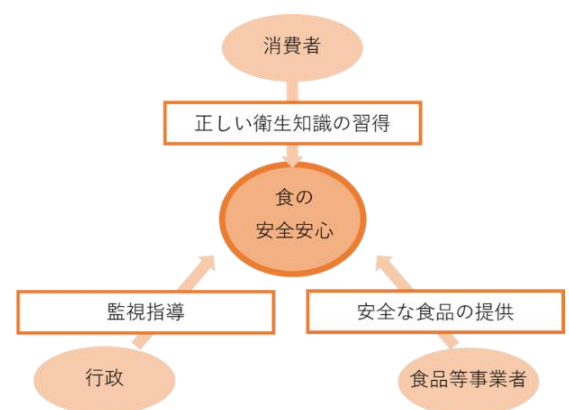 消費者
正しい衛生知識の習得
食の
安全安心
監視指導
安全な食品の提供
行政
食品等事業者